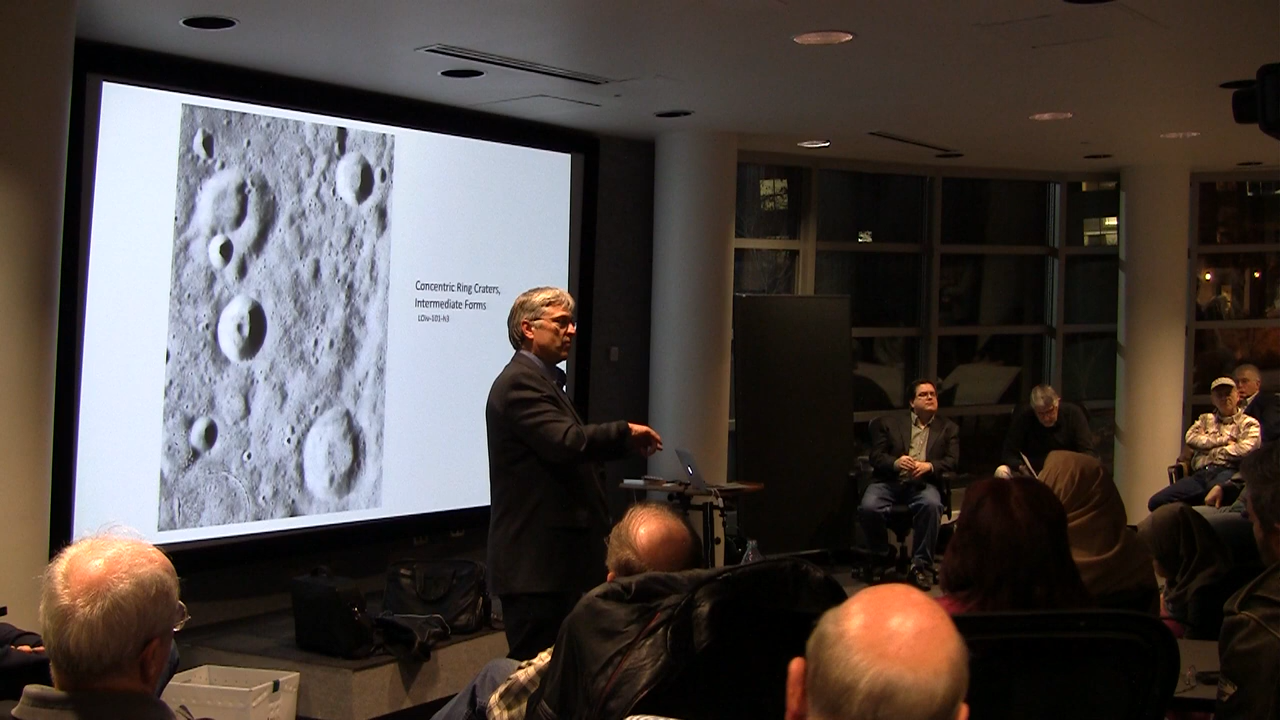 Concentric Ring Craters,
Intermediate Forms
LOiv-101-h3